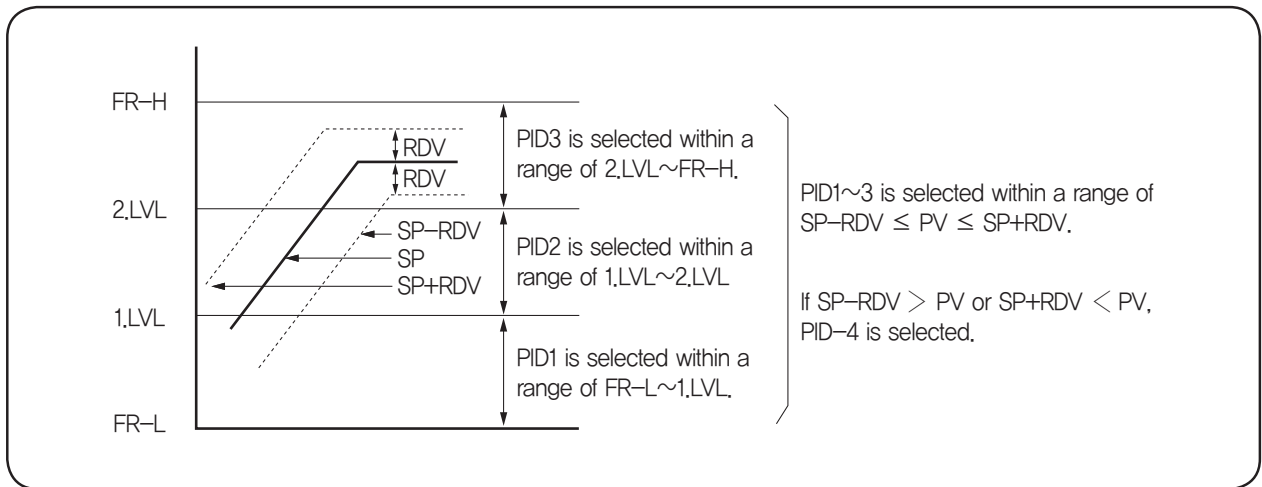 FR-H
2.LVL
1.LVL
FR-L
RDV
RDV
SP-RDV
SP
SP+RDV
PID3 is selected within a
range of 2.LVL~FR-H.
PID2 is selected within a
range of 1.LVL~2.LVL
PID1 is selected within a
range of FR-L~1.LVL.
PID1~3 is selected within a range of
SP-RDV ≤ PV ≤ SP+RDV.
If SP-RDV > PV or SP+RDV < PV,
PID-4 is selected.